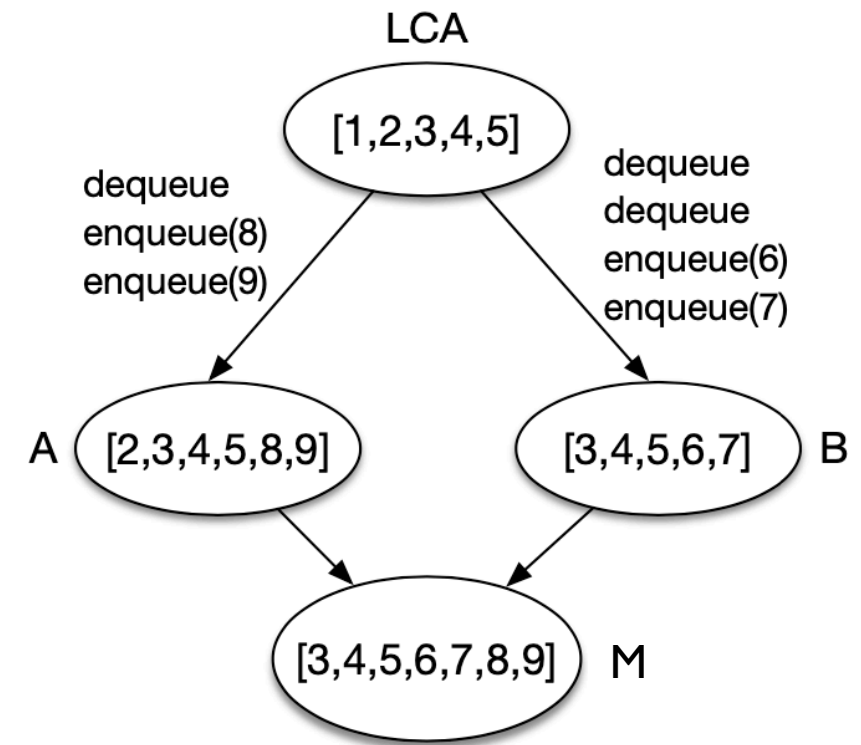 LCA
[1,2,3,4,5]
dequeue
enqueue(8)
enqueue(9)
dequeue
dequeue
enqueue(6)
enqueue(7)
A
[2,3,4,5,8,9]
[3,4,5,6,7]
B
[3,4,5,6,7,8,9]
M